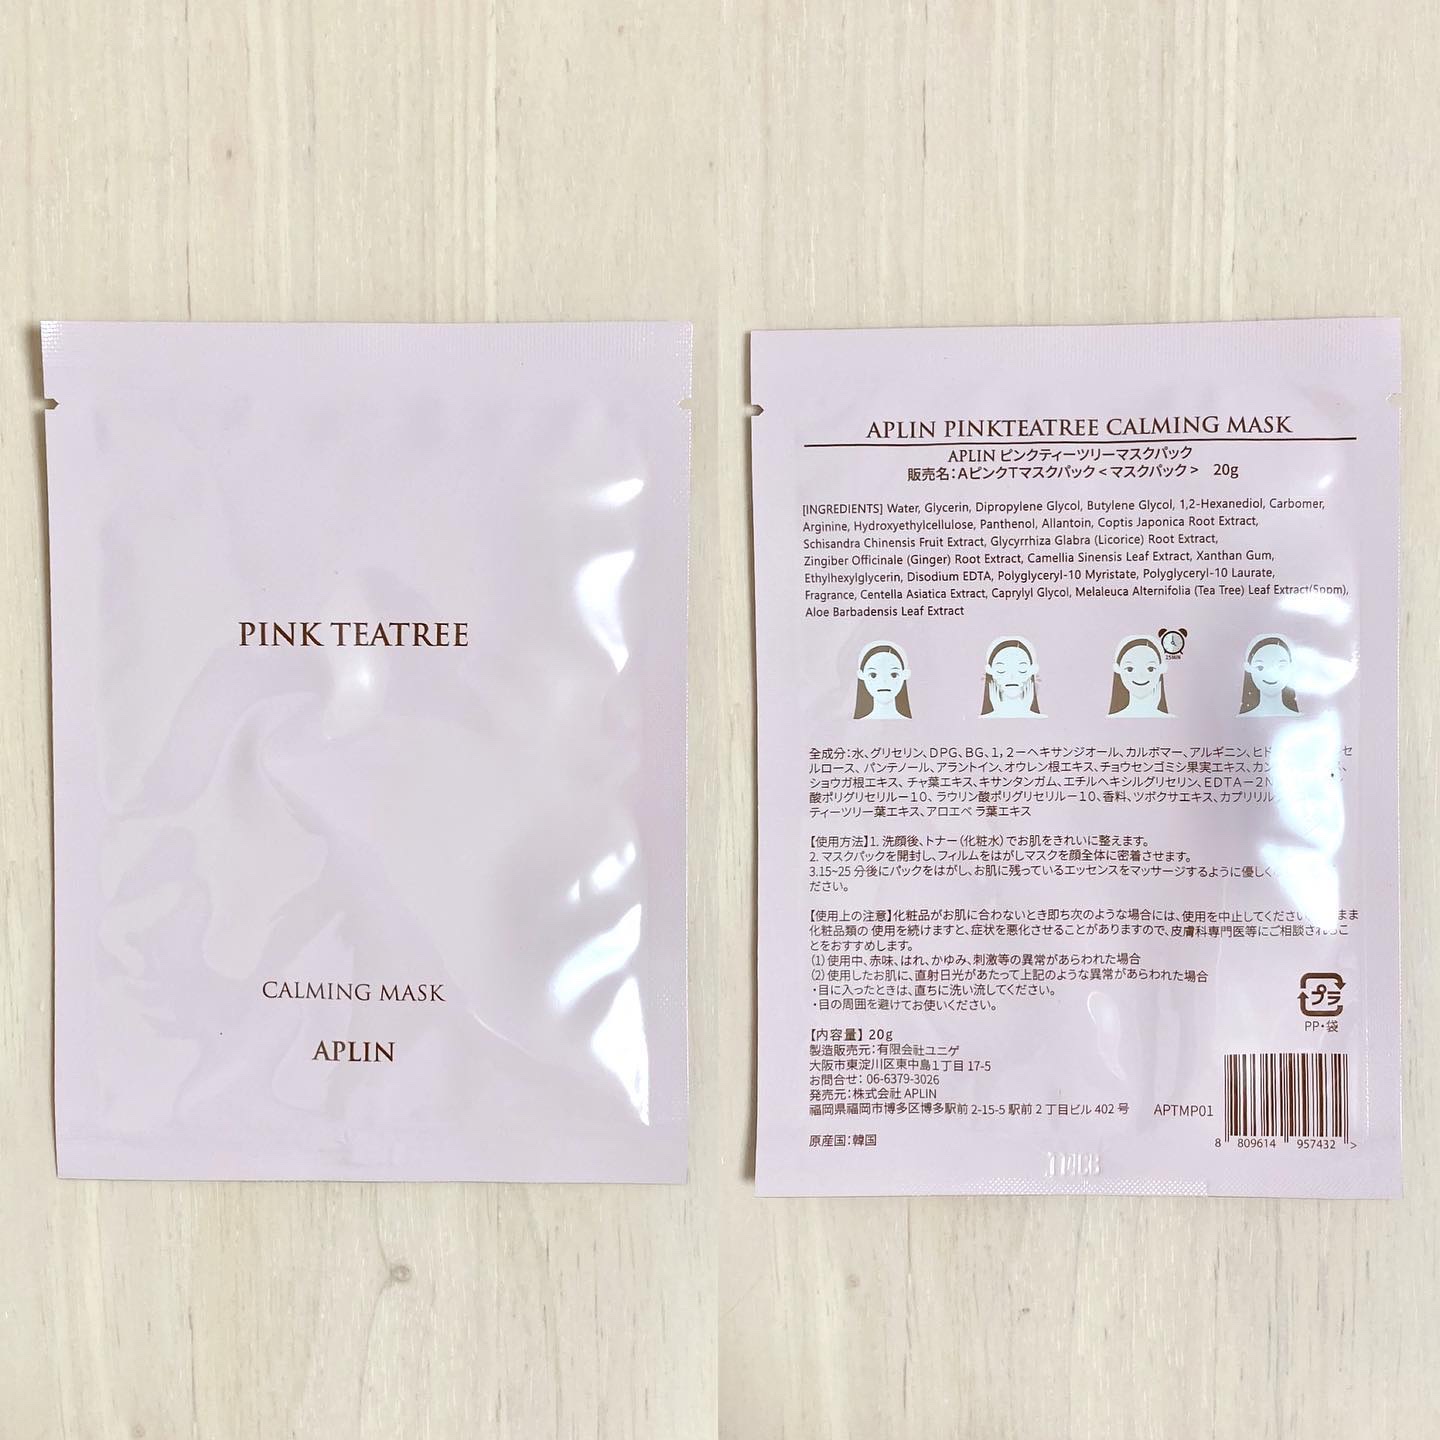 PINK TEATREE
CALMING MASK
APLIN
APLIN PINKTEATREE CALMING MASK
APLIN ピンクティーツリーマスクパック
販売名：AピンクTマスクパック＜マスクパック＞ 20g
[INGREDIENTS] Water, Glycerin, Dipropylene Glycol, Butylene Glycol, 1,2-Hexanediol, Carbomer,
Arginine, Hydroxyethylcellulose, Panthenol, Allantoin, Coptis Japonica Root Extract,
Schisandra Chinensis Fruit Extract, Glycyrrhiza Glabra (Licorice) Root Extract,
Zingiber Officinale (Ginger) Root Extract, Camellia Sinensis Leaf Extract, Xanthan Gum,
Ethylhexylglycerin, Disodium EDTA, Polyglyceryl-10 Myristate, Polyglyceryl-10 Laurate,
Fragrance, Centella Asiatica Extract, Caprylyl Glycol, Melaleuca Alternifolia (Tea Tree) Leaf Extract(5ppm),
Aloe Barbadensis Leaf Extract
25MIN
全成分：水、グリセリン、DPG、BG、1，2－ヘキサンジオール、カルボマー、アルギニン、ヒド セ
ルロース、パンテノール、アラントイン、オウレン根エキス、チョウセンゴミシ果実エキス、カン ス、
ショウガ根エキス、チャ葉エキス、キサンタンガム、エチルヘキシルグリセリン、EDTA－2N
酸ポリグリセリル－10、ラウリン酸ポリグリセリル－10、香料、ツボクサエキス、カプリリル
ティーツリー葉エキス、アロエベ ラ葉エキス
【使用方法】1. 洗顔後、トナー（化粧水）でお肌をきれいに整えます。
2. マスクパックを開封し、フィルムをはがしマスクを顔全体に密着させます。
3.15~25 分後にパックをはがし、お肌に残っているエッセンスをマッサージするように優しく
ださい。
【使用上の注意】化粧品がお肌に合わないとき即ち次のような場合には、使用を中止してください まま
化粧品類の 使用を続けますと、症状を悪化させることがありますので、皮膚科専門医等にご相談されるこ
とをおすすめします。
(1) 使用中、赤味、はれ、かゆみ、刺激等の異常があらわれた場合
(2) 使用したお肌に、直射日光があたって上記のような異常があらわれた場合
・目に入ったときは、直ちに洗い流してください。
・目の周囲を避けてお使いください。
プラ
PP・袋
【内容量】 20g
製造販売元：有限会社ユニゲ
大阪市東淀川区東中島１丁目 17-5
お問合せ： 06-6379-3026
発売元：株式会社 APLIN
福岡県福岡市博多区博多駅前 2-15-5 駅前 2 丁目ビル 402 号
APTMP01
8 809614 957432 >
原産国：韓国